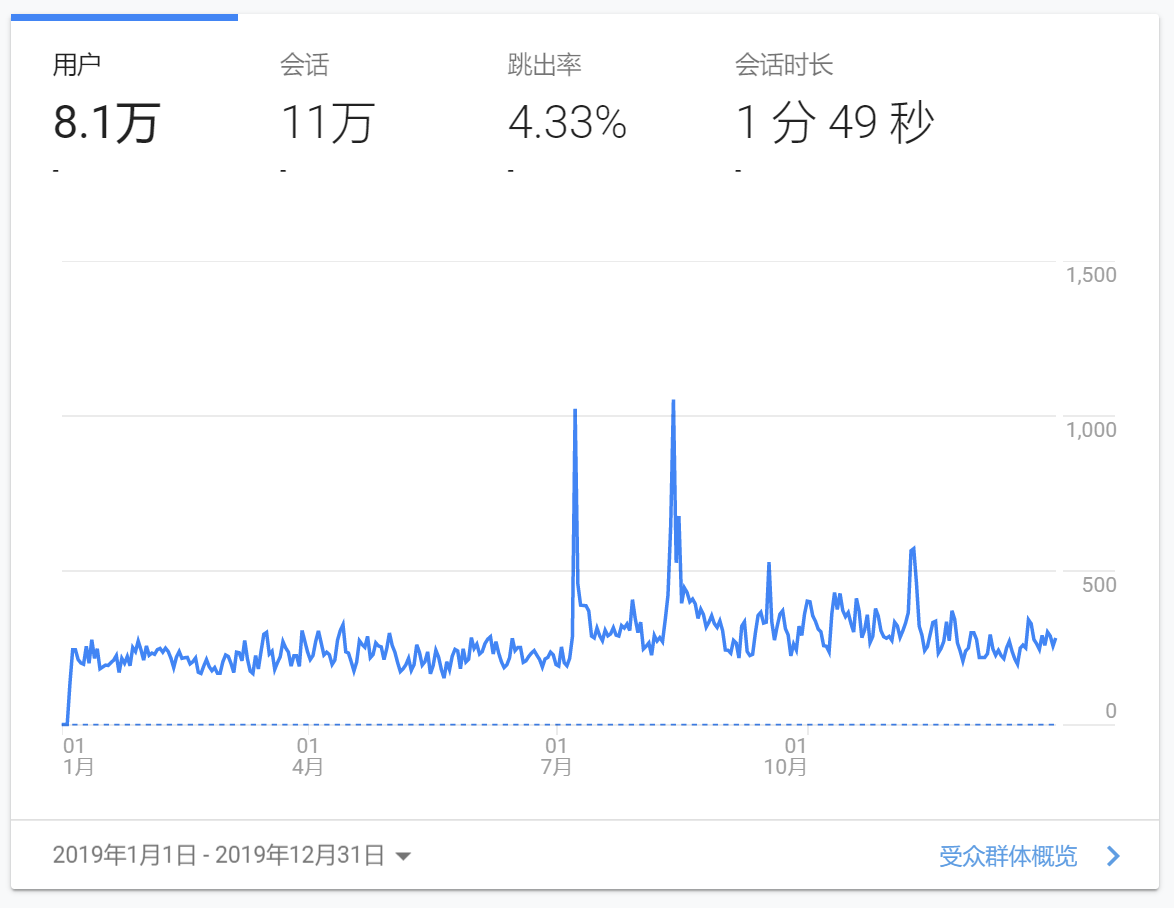 用户 会话 跳出率 会话时长
8.1万 11万 4.33% 1 分 49 秒
- - - -
1,500
1,000
500
0
01 01 01 01
1月 4月 7月 10月
2019年1月1日 - 2019年12月31日 受众群体概览